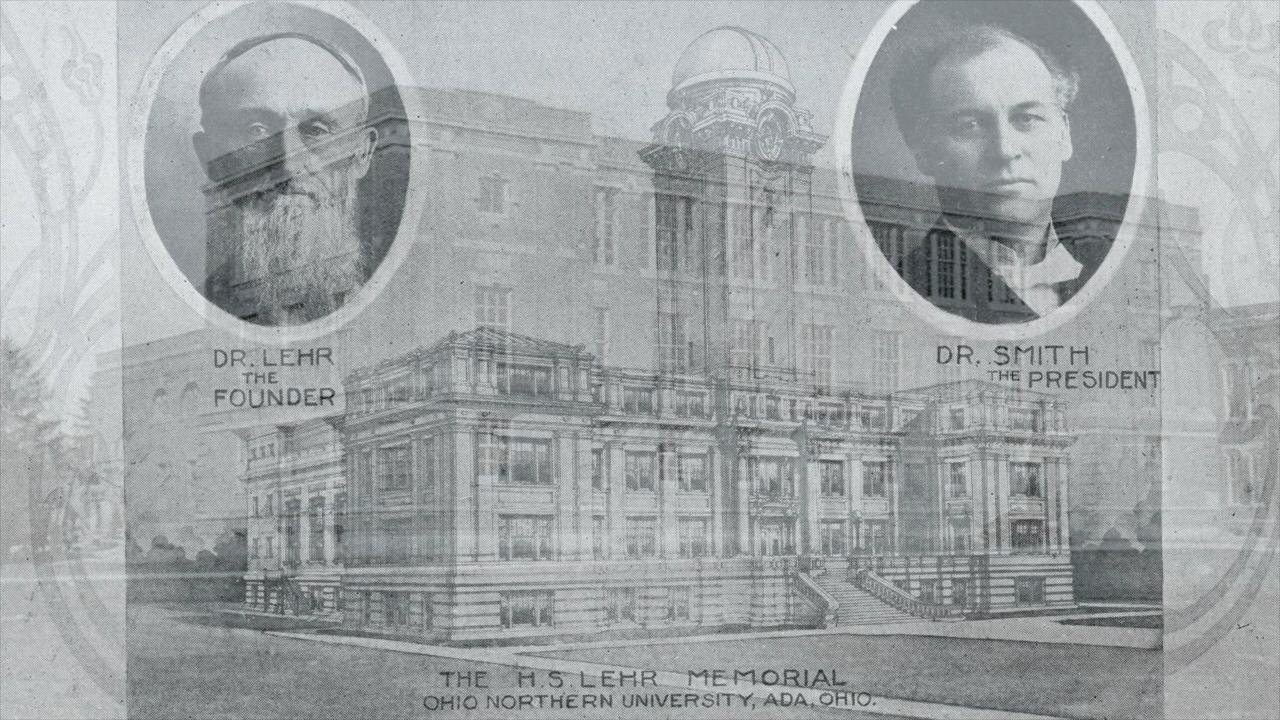 DR. LEHR
THE
FOUNDER
DR. SMITH
THE PRESIDENT
THE H.S. LEHR MEMORIAL
OHIO NORTHERN UNIVERSITY, ADA, OHIO.